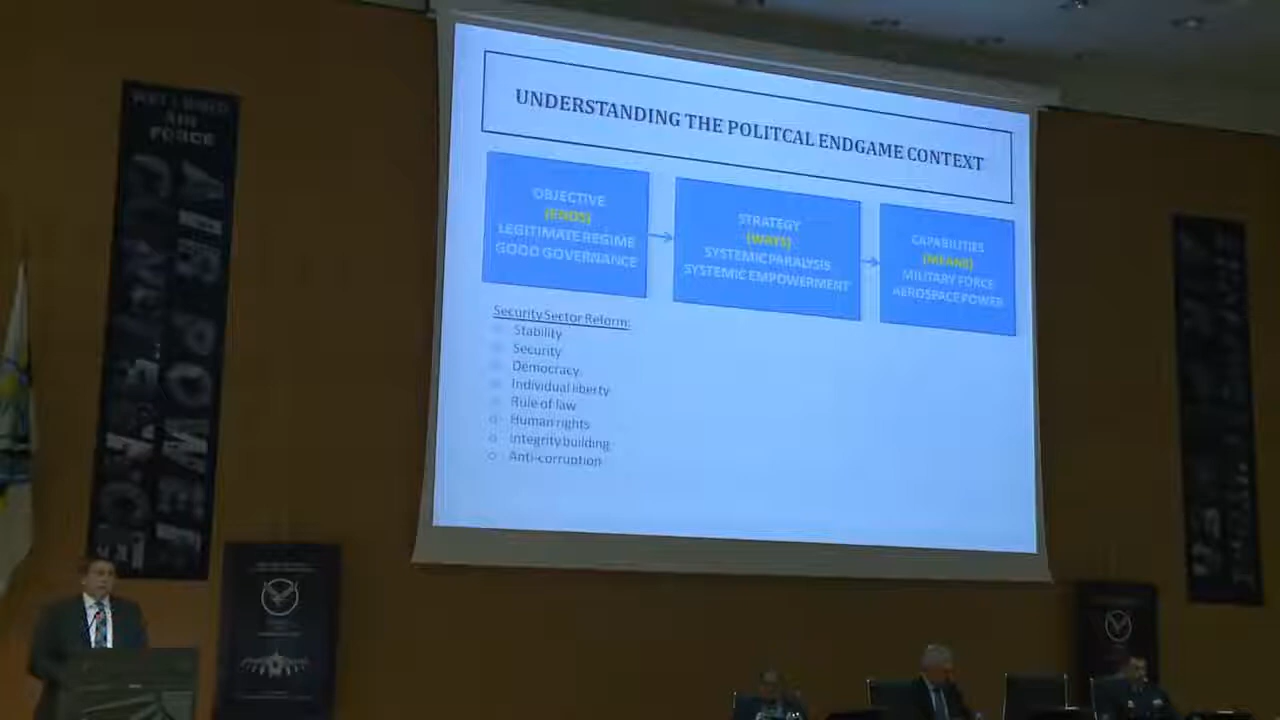 AIR
FORCE
UNDERSTANDING THE POLITCAL ENDGAME CONTEXT
OBJECTIVE
(ENDS)
LEGITIMATE REGIME
GOOD GOVERNANCE
STRATEGY
(WAYS)
SYSTEMIC PARALYSIS
SYSTEMIC EMPOWERMENT
CAPABILITIES
(MEANS)
MILITARY FORCE
AEROSPACE POWER
Security Sector Reform:
Stability
Security
Democracy
Individual liberty
Rule of law
Human rights
Integrity building
Anti-corruption